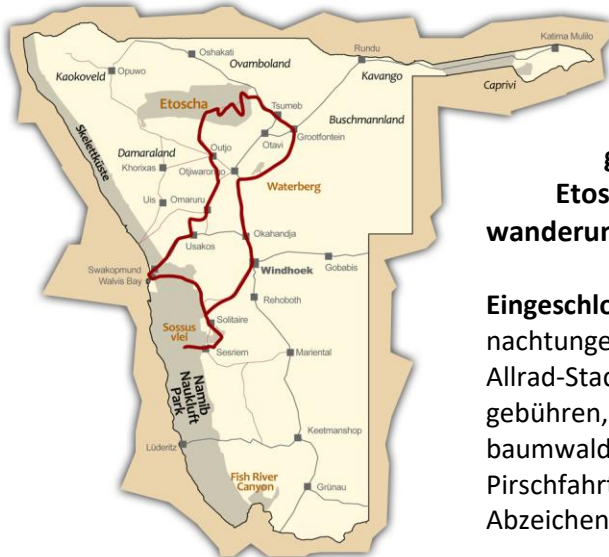 Oshakati
Katima Mulilo
Rundu
Ovamboland
Opuwo
Kaokoveld
Kavango
Caprivi
Etoscha
Tsumeb
Buschmannland
Grootfontein
Skelettküste
Damaraland
Outjo
Otavi
Khorixas
Otjiwarongo
Waterberg
Uis
Omaruru
Usakos
Okahandja
Swakopmund
Walvis Bay
Windhoek
Gobabis
Rehoboth
Solitaire
Sossus
vlei
Sesriem
Mariental
Namib
Naukluft
Park
Lüderitz
Keetmanshop
Fish River
Canyon
Grünau
g
Etos
wanderun
Eingeschlo
nachtunge
Allrad-Stad
gebühren,
baumwald
Pirschfahrt
Abzeichen